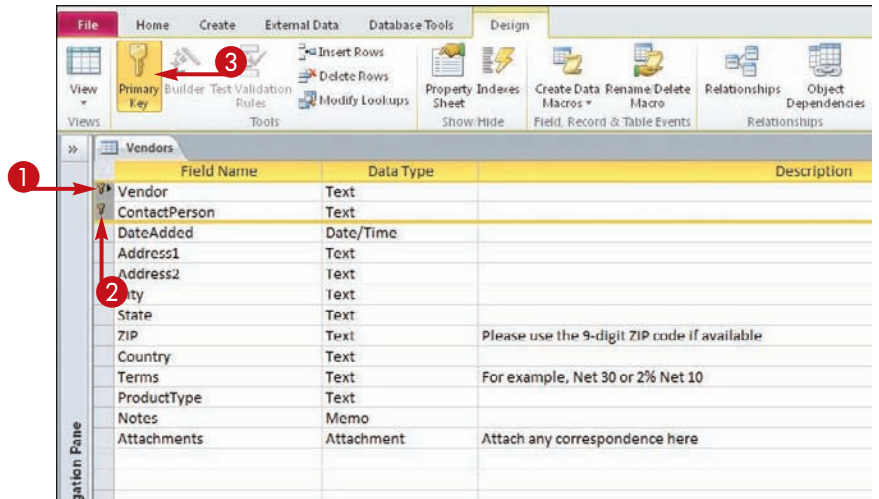 File Home Create External Data Database Tools Design
View
Primary Key
Builder
Test Validation Rules
Insert Rows
Delete Rows
Modify Lookups
Property Sheet
Indexes
Create Data Macros
Rename/Delete Macro
Relationships
Object Dependencies
Views Tools Show/Hide Field, Record & Table Events Relationships
3
» Vendors
Field Name Data Type Description
1
Vendor Text
ContactPerson Text
DateAdded Date/Time
Address1 Text
Address2 Text
2
ity Text
State Text
ZIP Text Please use the 9-digit ZIP code if available
Country Text
Terms Text For example, Net 30 or 2% Net 10
ProductType Text
Notes Memo
Attachments Attachment Attach any correspondence here
gation Pane